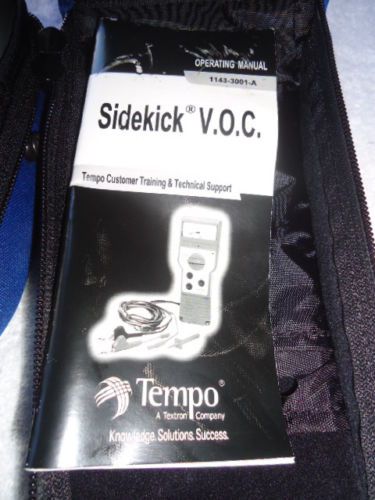 OPERATING MANUAL
1143-3001-A
Sidekick® V.O.C.
Tempo Customer Training & Technical Support
Tempo®
A Textron Company
Knowledge. Solutions. Success.